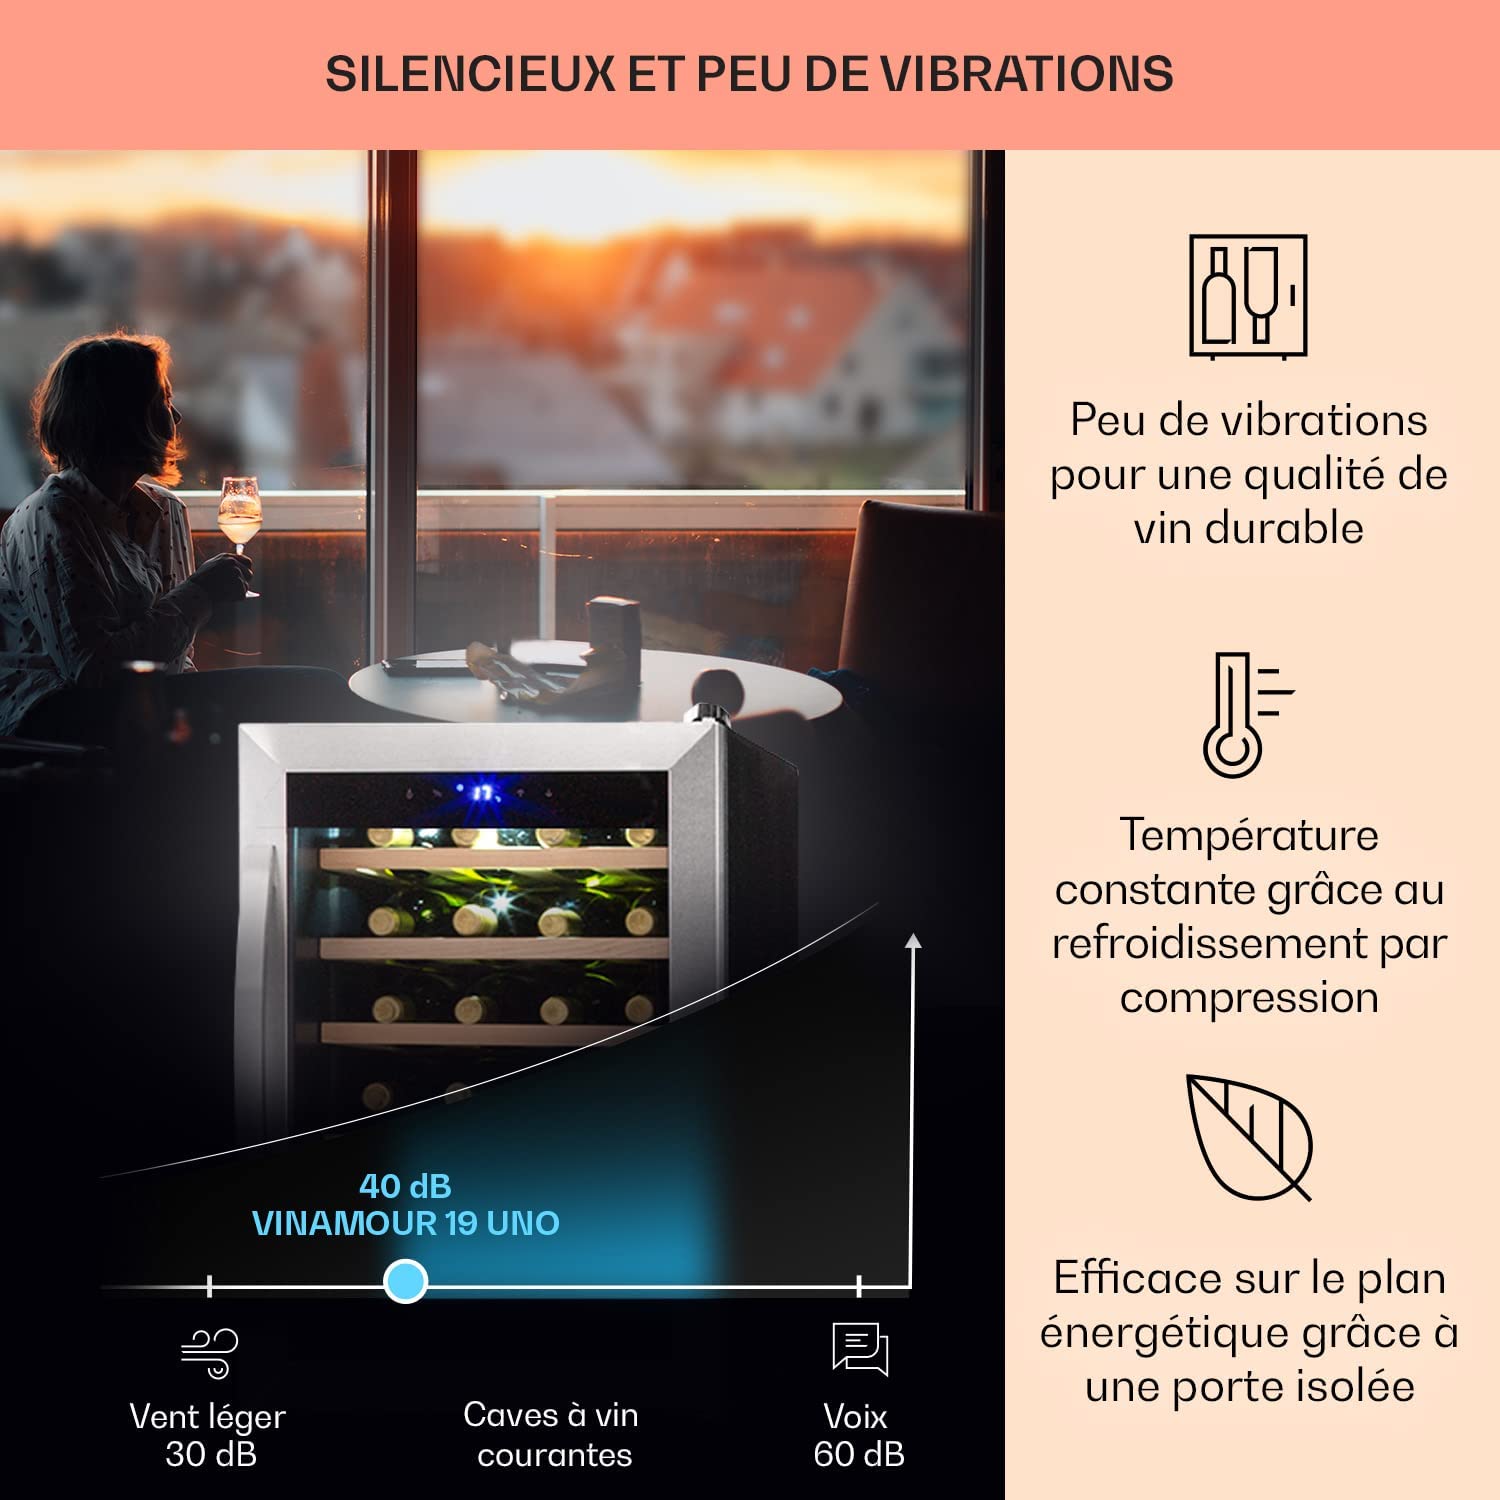 SILENCIEUX ET PEU DE VIBRATIONS
Peu de vibrations
pour une qualité de
vin durable
Température
constante grâce au
refroidissement par
compression
Efficace sur le plan
énergétique grâce à
une porte isolée
17
40 dB
VINAMOUR 19 UNO
Vent léger
30 dB
Caves à vin
courantes
Voix
60 dB